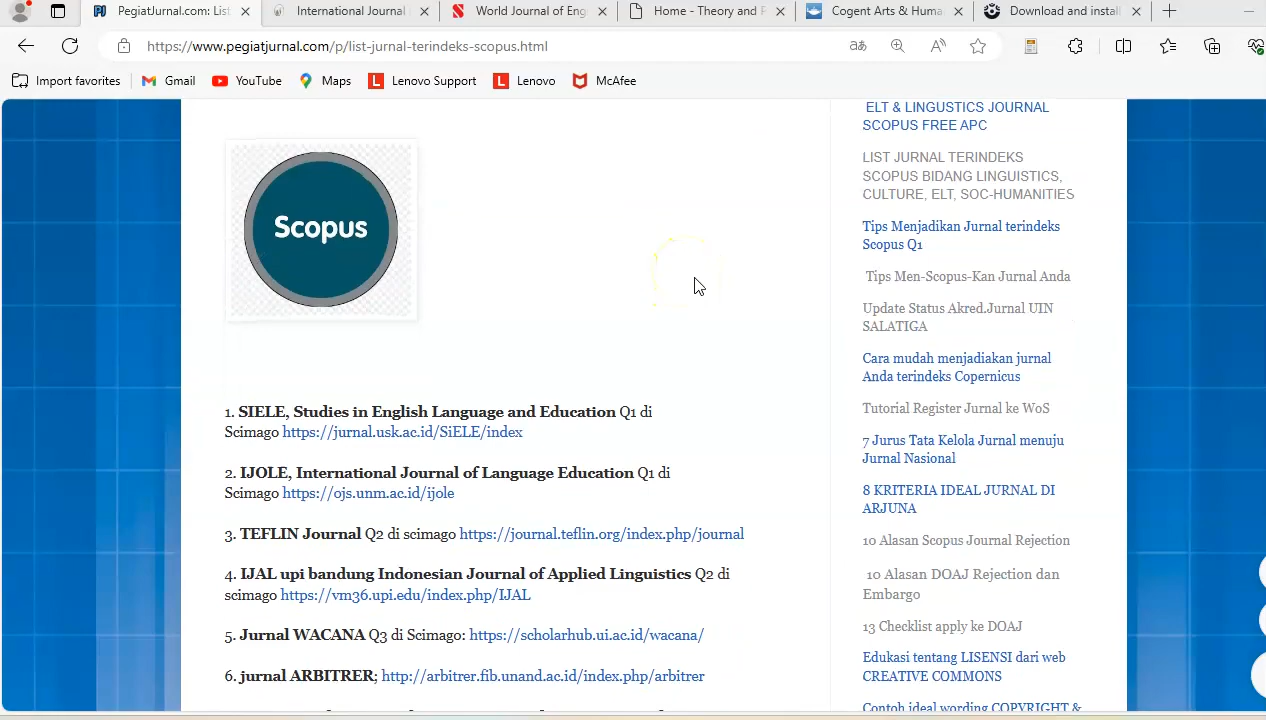 PegiatJurnal.com: Lis
International Journal
World Journal of Eng
Home - Theory and P
Cogent Arts & Huma
Download and install
https://www.pegiatjurnal.com/p/list-jurnal-terindeks-scopus.html
Import favorites
Gmail
YouTube
Maps
Lenovo Support
Lenovo
McAfee
Scopus
1. SIELE, Studies in English Language and Education Q1 di
Scimago https://jurnal.usk.ac.id/SiELE/index
2. IJOLE, International Journal of Language Education Q1 di
Scimago https://ojs.unm.ac.id/ijole
3. TEFLIN Journal Q2 di scimago https://journal.teflin.org/index.php/journal
4. IJAL upi bandung Indonesian Journal of Applied Linguistics Q2 di
scimago https://vm36.upi.edu/index.php/IJAL
5. Jurnal WACANA Q3 di Scimago: https://scholarhub.ui.ac.id/wacana/
6. jurnal ARBITRER; http://arbitrer.fib.unand.ac.id/index.php/arbitrer
ELT & LINGUSTICS JOURNAL
SCOPUS FREE APC
LIST JURNAL TERINDEKS
SCOPUS BIDANG LINGUISTICS,
CULTURE, ELT, SOC-HUMANITIES
Tips Menjadikan Jurnal terindeks
Scopus Q1
Tips Men-Scopus-Kan Jurnal Anda
Update Status Akred.Jurnal UIN
SALATIGA
Cara mudah menjadiakan jurnal
Anda terindeks Copernicus
Tutorial Register Jurnal ke WoS
7 Jurus Tata Kelola Jurnal menuju
Jurnal Nasional
8 KRITERIA IDEAL JURNAL DI
ARJUNA
10 Alasan Scopus Journal Rejection
10 Alasan DOAJ Rejection dan
Embargo
13 Checklist apply ke DOAJ
Edukasi tentang LISENSI dari web
CREATIVE COMMONS
Contoh ideal wording COPYRIGHT &